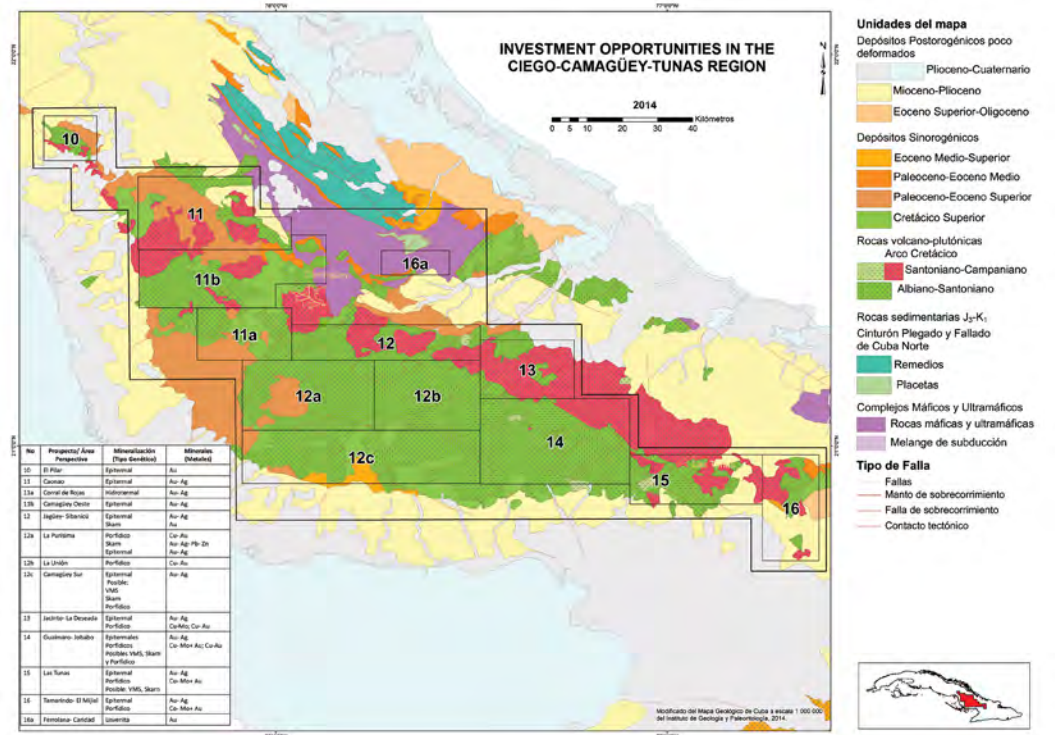 78°0'0"W 77°0'0"W
INVESTMENT OPPORTUNITIES IN THE
CIEGO-CAMAGÜEY-TUNAS REGION
N
2014
Kilómetros
0 5 10 20 30 40
10
11
16a
11b
11a
12
13
12a
12b
14
12c
15
16
No Prospecto/ Área Perspectiva Mineralización (Tipo Genético) Minerales (Metales)
10 El Pilar Epitermal Au
11 Caonao Epitermal Au- Ag
Corral de Rojas Hidrotermal Au- Ag
Camagüey Oeste Epitermal Au- Ag
12 Jagüey- Sibanicú Epitermal Au- Ag
Skarn Au
12a La Purísima Porfídico Cu- Au
Skarn Au- Ag- Pb- Zn
Epitermal Au- Ag
12b La Unión Porfídico Cu- Au
12c Camagüey Sur Epitermal Au- Ag
Posible:
VMS
Skarn
Porfídico
13 Jacinto- La Deseada Epitermal Au- Ag
Porfídico Cu-Mo; Cu- Au
14 Guáimaro- Jobabo Epitermales Au- Ag
Porfídicos Cu- Mo+ Au; Cu-Au
Posibles VMS, Skarn
y Porfídico
15 Las Tunas Epitermal Au- Ag
Porfídico Cu- Mo+ Au
Posible: VMS, Skarn
16 Tamarindo- El Mijial Epitermal Au- Ag
Porfídico Cu- Mo+ Au
16a Caridad Au
Modificado del Mapa Geológico de Cuba a escala 1 000 000
del Instituto de Geología y Paleontología, 2014.
Unidades del mapa
Depósitos Postorogénicos poco
deformados
Plioceno-Cuaternario
Mioceno-Plioceno
Eoceno Superior-Oligoceno
Depósitos Sinorogénicos
Eoceno Medio-Superior
Paleoceno-Eoceno Medio
Paleoceno-Eoceno Superior
Cretácico Superior
Rocas volcano-plutónicas
Arco Cretácico
Santoniano-Campaniano
Albiano-Santoniano
Rocas sedimentarias J₃-K₁
Cinturón Plegado y Fallado
de Cuba Norte
Remedios
Placetas
Complejos Máficos y Ultramáficos
Rocas máficas y ultramáficas
Melange de subducción
Tipo de Falla
Fallas
Manto de sobrecorrimiento
Falla de sobrecorrimiento
Contacto tectónico